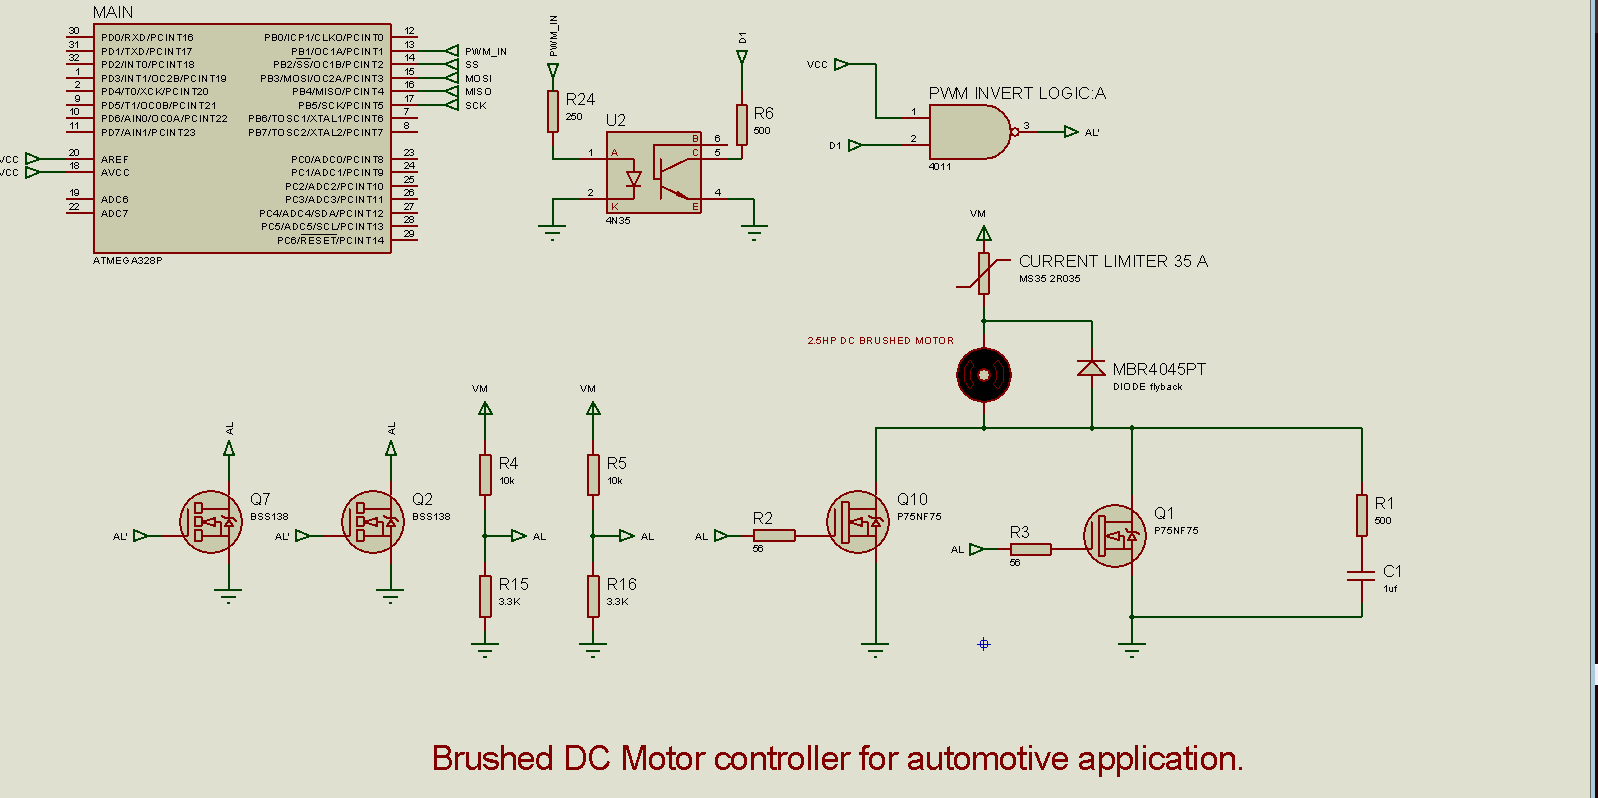 MAIN
30 PD0/RXD/PCINT16 PB0/ICP1/CLKO/PCINT0 12
31 PD1/TXD/PCINT17 PB1/OC1A/PCINT1 13 PWM_IN
32 PD2/INT0/PCINT18 PB2/SS/OC1B/PCINT2 14 SS
1 PD3/INT1/OC2B/PCINT19 PB3/MOSI/OC2A/PCINT3 15 MOSI
2 PD4/T0/XCK/PCINT20 PB4/MISO/PCINT4 16 MISO
9 PD5/T1/OC0B/PCINT21 PB5/SCK/PCINT5 17 SCK
10 PD6/AIN0/OC0A/PCINT22 PB6/TOSC1/XTAL1/PCINT6 7
11 PD7/AIN1/PCINT23 PB7/TOSC2/XTAL2/PCINT7 8
VCC 20 AREF PC0/ADC0/PCINT8 23
VCC 18 AVCC PC1/ADC1/PCINT9 24
PC2/ADC2/PCINT10 25
19 ADC6 PC3/ADC3/PCINT11 26
22 ADC7 PC4/ADC4/SDA/PCINT12 27
PC5/ADC5/SCL/PCINT13 28
PC6/RESET/PCINT14 29
ATMEGA328P
PWM_IN
R24
250
U2
1 A
2 K
B 6
C 5
E 4
4N35
D1
R6
500
VCC
PWM INVERT LOGIC:A
1
D1 2
3 AL'
4011
VM
CURRENT LIMITER 35 A
MS35 2R035
2.5HP DC BRUSHED MOTOR
MBR4045PT
DIODE flyback
AL
Q7
BSS138
AL'
AL
Q2
BSS138
AL'
VM
R4
10k
AL
R15
3.3K
VM
R5
10k
AL
R16
3.3K
AL
R2
56
Q10
P75NF75
AL
R3
56
Q1
P75NF75
R1
500
C1
1uf
Brushed DC Motor controller for automotive application.